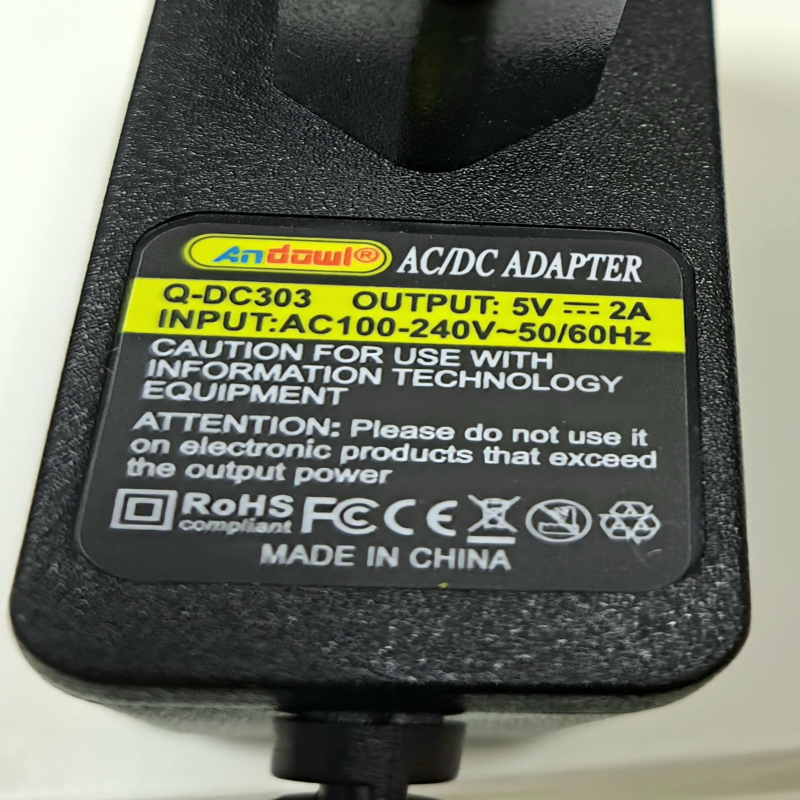 Andowl® AC/DC ADAPTER
Q-DC303 OUTPUT: 5V ⎓ 2A
INPUT:AC100-240V~50/60Hz
CAUTION FOR USE WITH
INFORMATION TECHNOLOGY
EQUIPMENT
ATTENTION: Please do not use it
on electronic products that exceed
the output power
RoHS
compliant FC CE
MADE IN CHINA